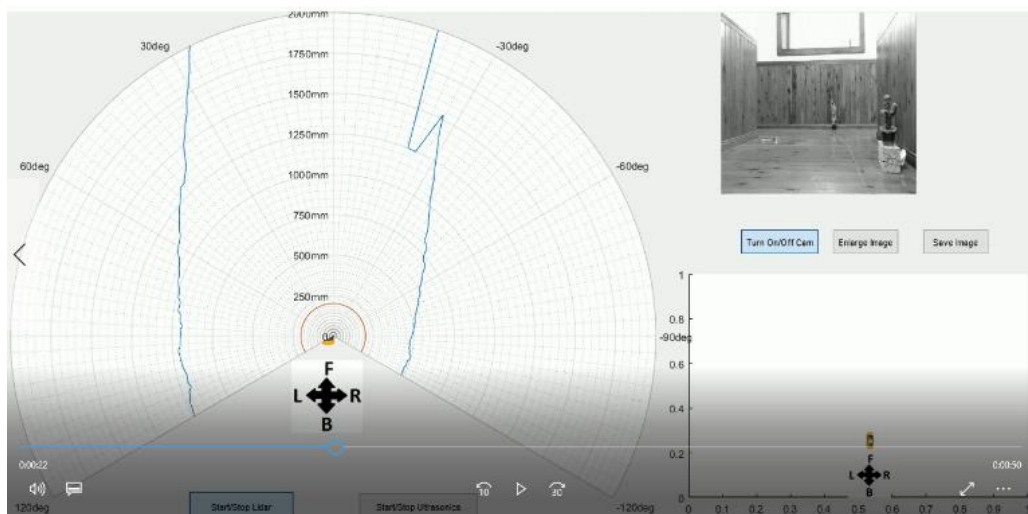 2000mm
30deg
-30deg
1750mm
1500mm
1250mm
60deg
-60deg
1000mm
750mm
500mm
250mm
0
-90deg
F
L R
B
Turn On/Off Cam
Enlarge Image
Save Image
1
0.8
0.6
0.4
0.2
0
0 0.1 0.2 0.3 0.4 0.5 0.6 0.7 0.8 0.9
F
L R
B
0:00:22
0:00:50
10
30
120deg
-120deg
Start/Stop Lidar
Start/Stop Ultrasonics